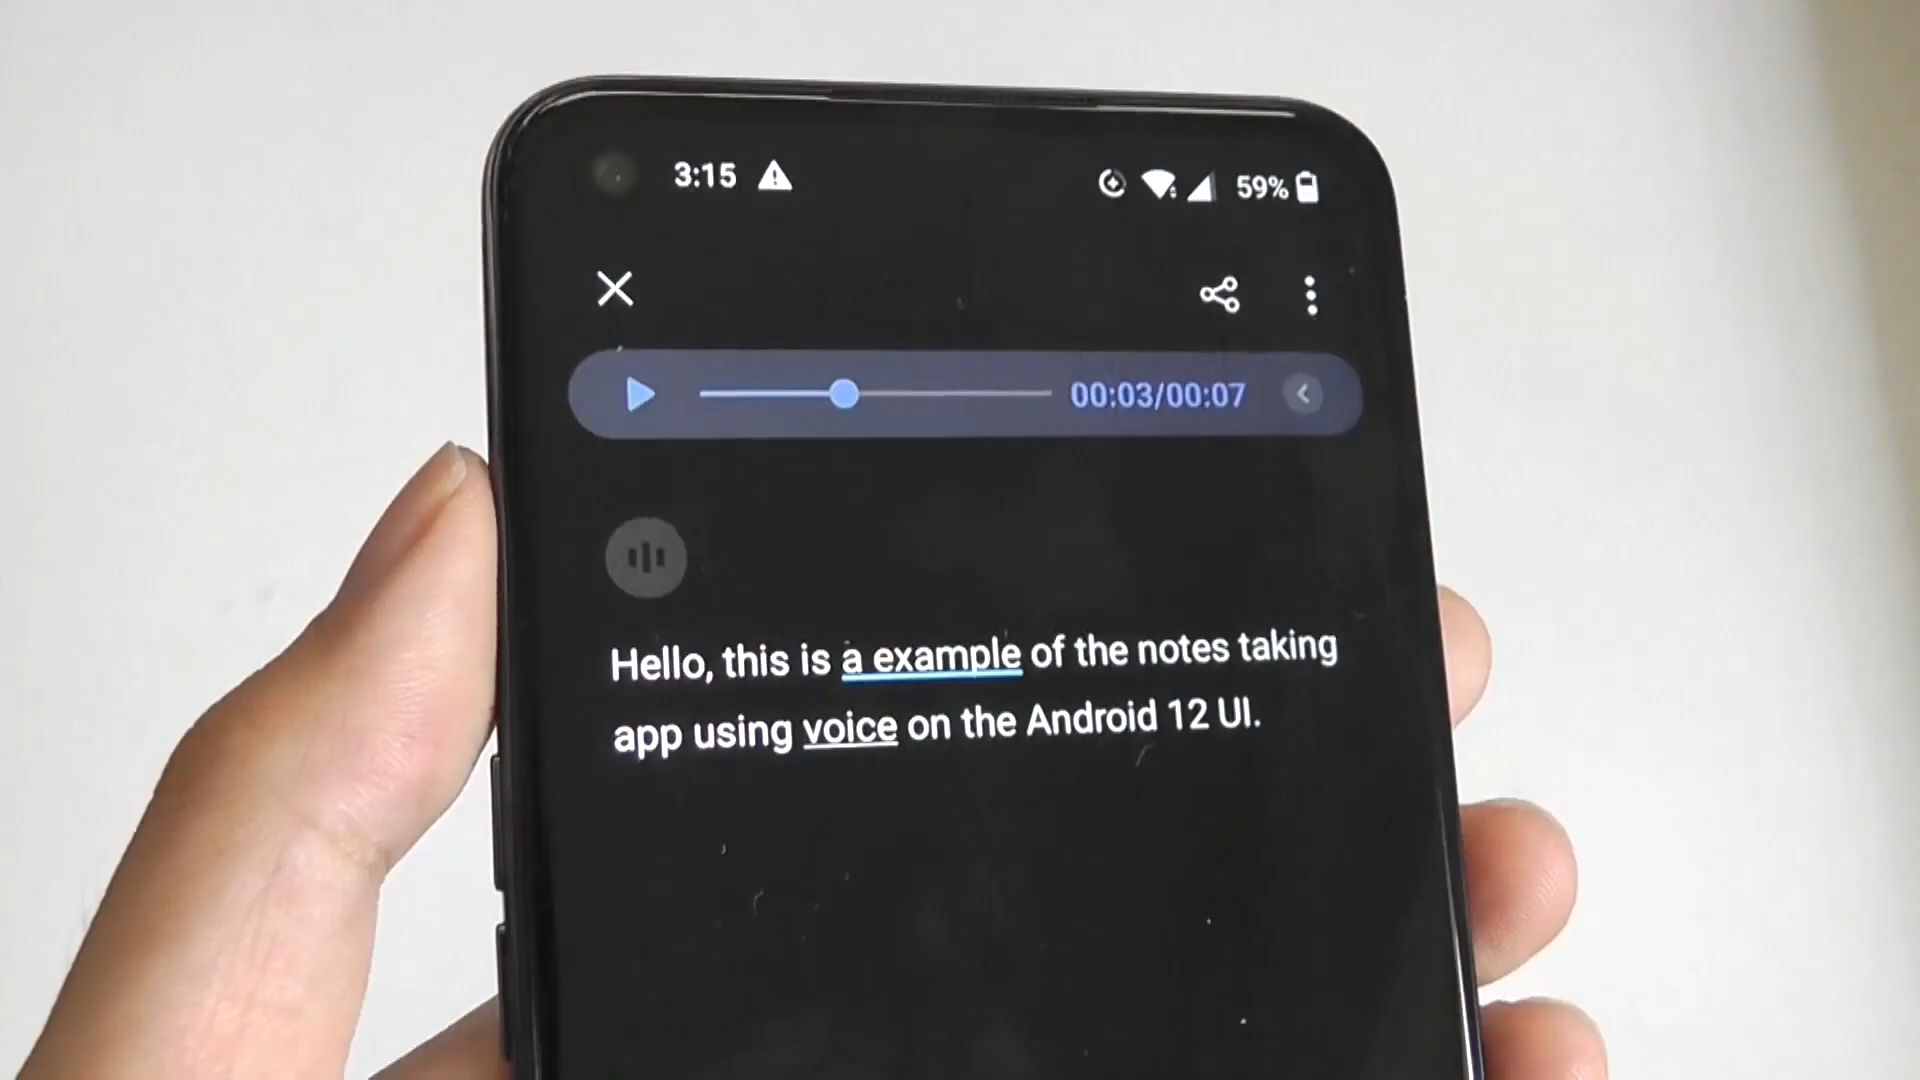 3:15 59%
00:03/00:07
Hello, this is a example of the notes taking
app using voice on the Android 12 UI.